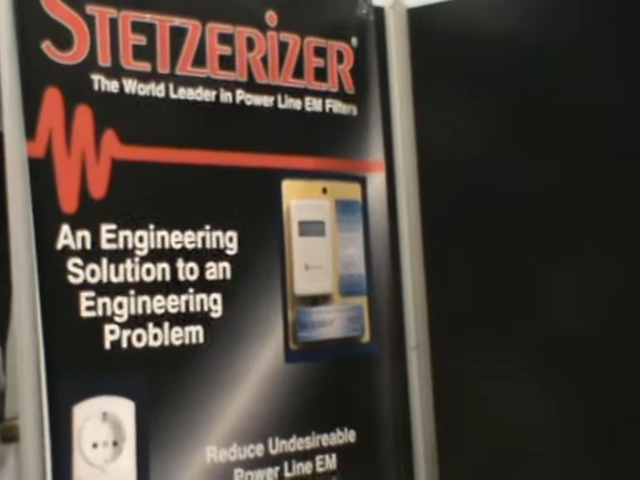 STETZERiZER
The World Leader in Power Line EM Filters
An Engineering
Solution to an
Engineering
Problem
Reduce Undesireable
Power Line EM